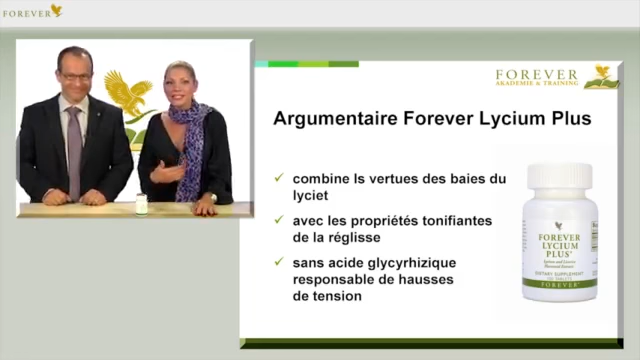 FOREVER
FOREVER
AKADEMIE & TRAINING
Argumentaire Forever Lycium Plus
combine ls vertues des baies du
lyciet
avec les propriétés tonifiantes
de la réglisse
sans acide glycyrhizique
responsable de hausses
de tension
FOREVER
LYCIUM
PLUS
DIETARY SUPPLEMENT
FOREVER